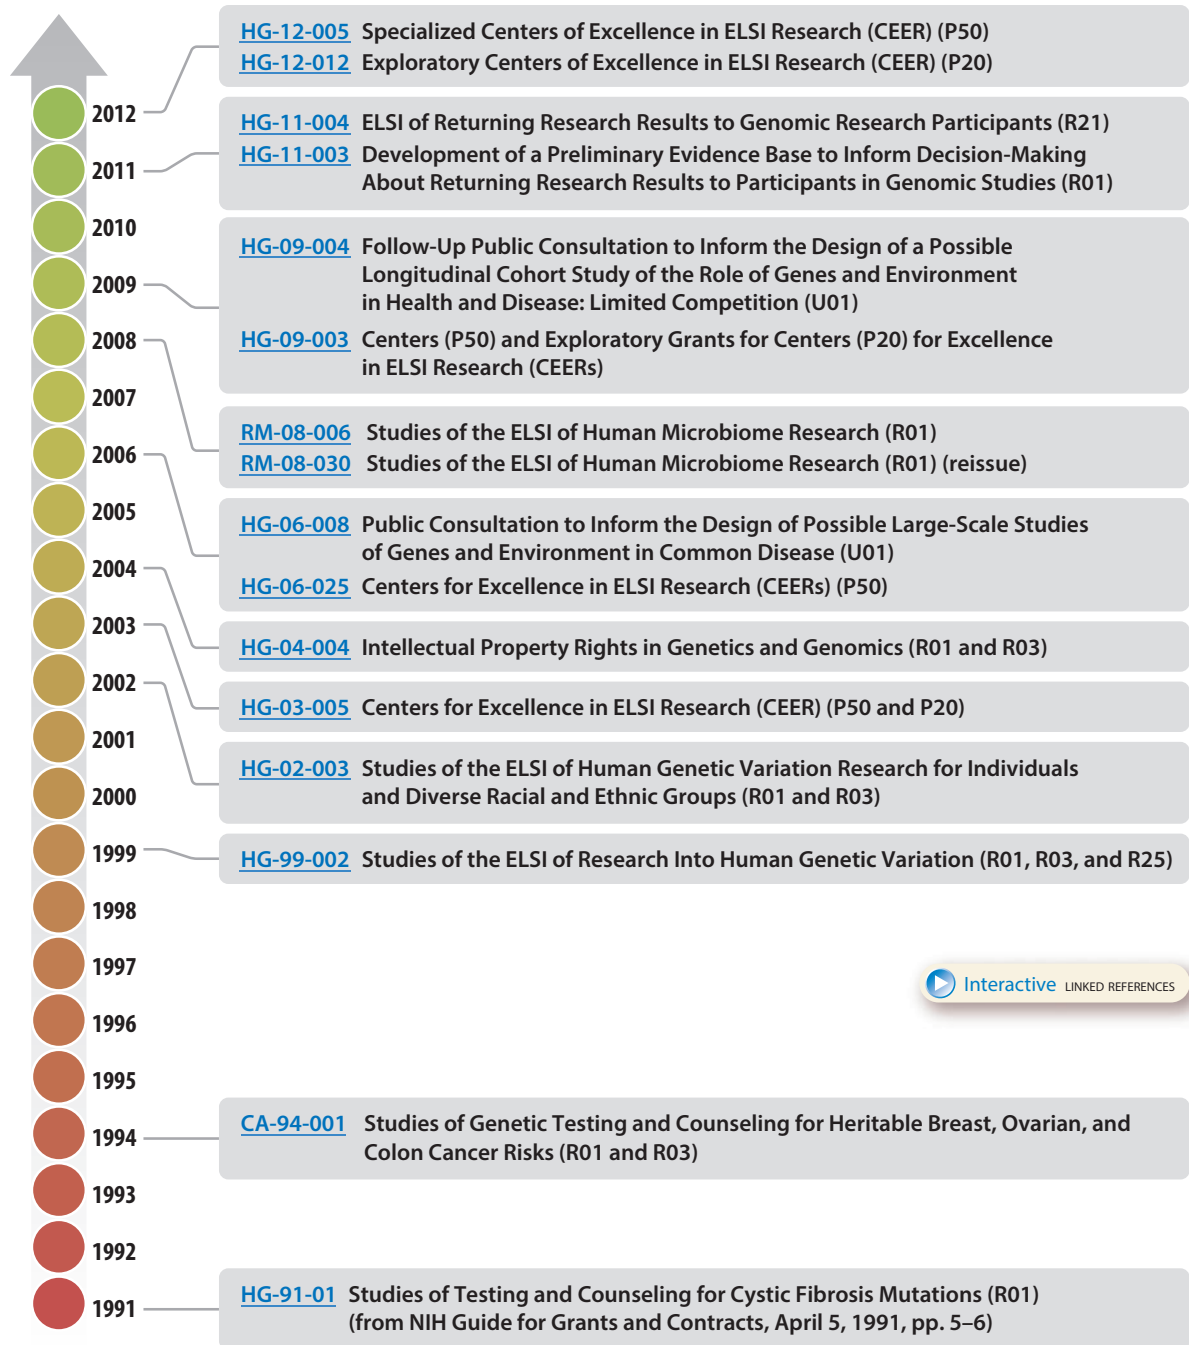 HG-12-005 Specialized Centers of Excellence in ELSI Research (CEER) (P50)
HG-12-012 Exploratory Centers of Excellence in ELSI Research (CEER) (P20)
2012
HG-11-004 ELSI of Returning Research Results to Genomic Research Participants (R21)
HG-11-003 Development of a Preliminary Evidence Base to Inform Decision-Making
About Returning Research Results to Participants in Genomic Studies (R01)
2011
2010
HG-09-004 Follow-Up Public Consultation to Inform the Design of a Possible
Longitudinal Cohort Study of the Role of Genes and Environment
in Health and Disease: Limited Competition (U01)
HG-09-003 Centers (P50) and Exploratory Grants for Centers (P20) for Excellence
in ELSI Research (CEERs)
2009
2008
RM-08-006 Studies of the ELSI of Human Microbiome Research (R01)
RM-08-030 Studies of the ELSI of Human Microbiome Research (R01) (reissue)
2007
2006
HG-06-008 Public Consultation to Inform the Design of Possible Large-Scale Studies
of Genes and Environment in Common Disease (U01)
HG-06-025 Centers for Excellence in ELSI Research (CEERs) (P50)
2005
2004
HG-04-004 Intellectual Property Rights in Genetics and Genomics (R01 and R03)
2003
HG-03-005 Centers for Excellence in ELSI Research (CEER) (P50 and P20)
2002
HG-02-003 Studies of the ELSI of Human Genetic Variation Research for Individuals
and Diverse Racial and Ethnic Groups (R01 and R03)
2001
2000
1999
HG-99-002 Studies of the ELSI of Research Into Human Genetic Variation (R01, R03, and R25)
1998
1997
Interactive LINKED REFERENCES
1996
1995
1994
CA-94-001 Studies of Genetic Testing and Counseling for Heritable Breast, Ovarian, and
Colon Cancer Risks (R01 and R03)
1993
1992
1991
HG-91-01 Studies of Testing and Counseling for Cystic Fibrosis Mutations (R01)
(from NIH Guide for Grants and Contracts, April 5, 1991, pp. 5–6)